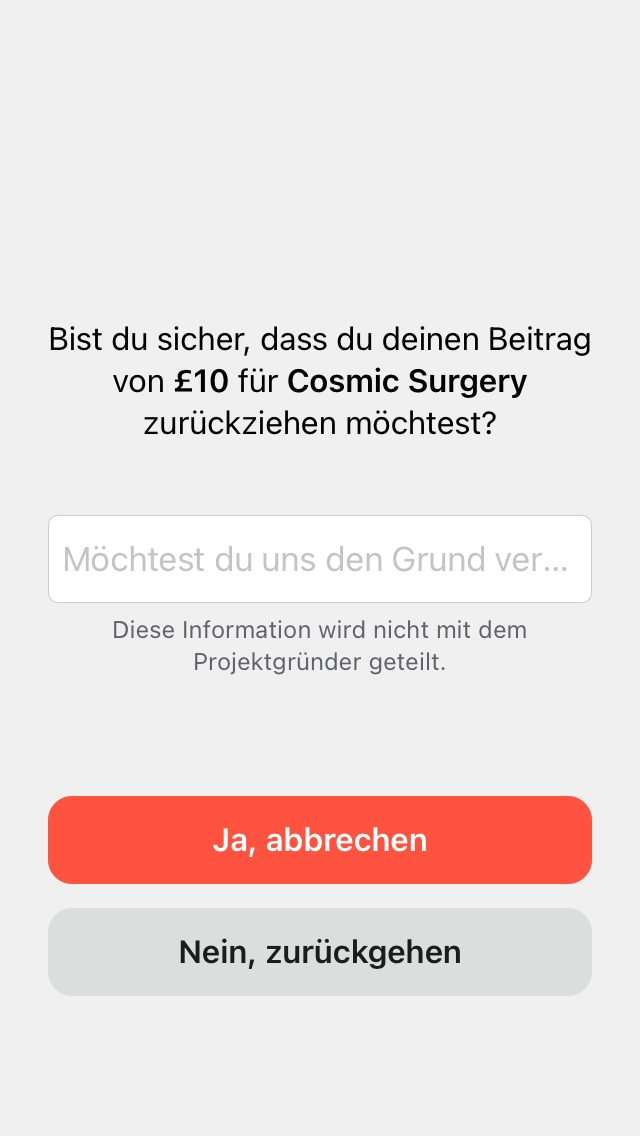 Bist du sicher, dass du deinen Beitrag
von £10 für Cosmic Surgery
zurückziehen möchtest?
Möchtest du uns den Grund ver...
Diese Information wird nicht mit dem
Projektgründer geteilt.
Ja, abbrechen
Nein, zurückgehen